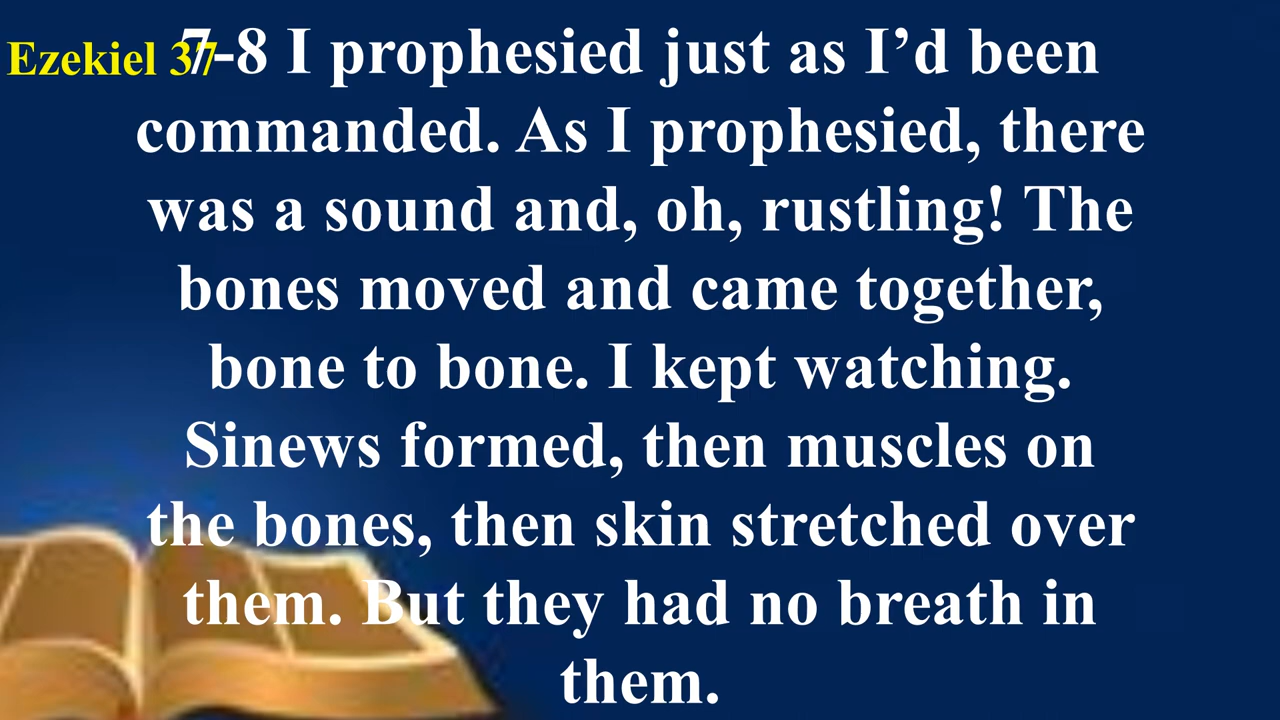 Ezekiel 37
7-8 I prophesied just as I’d been
commanded. As I prophesied, there
was a sound and, oh, rustling! The
bones moved and came together,
bone to bone. I kept watching.
Sinews formed, then muscles on
the bones, then skin stretched over
them. But they had no breath in
them.